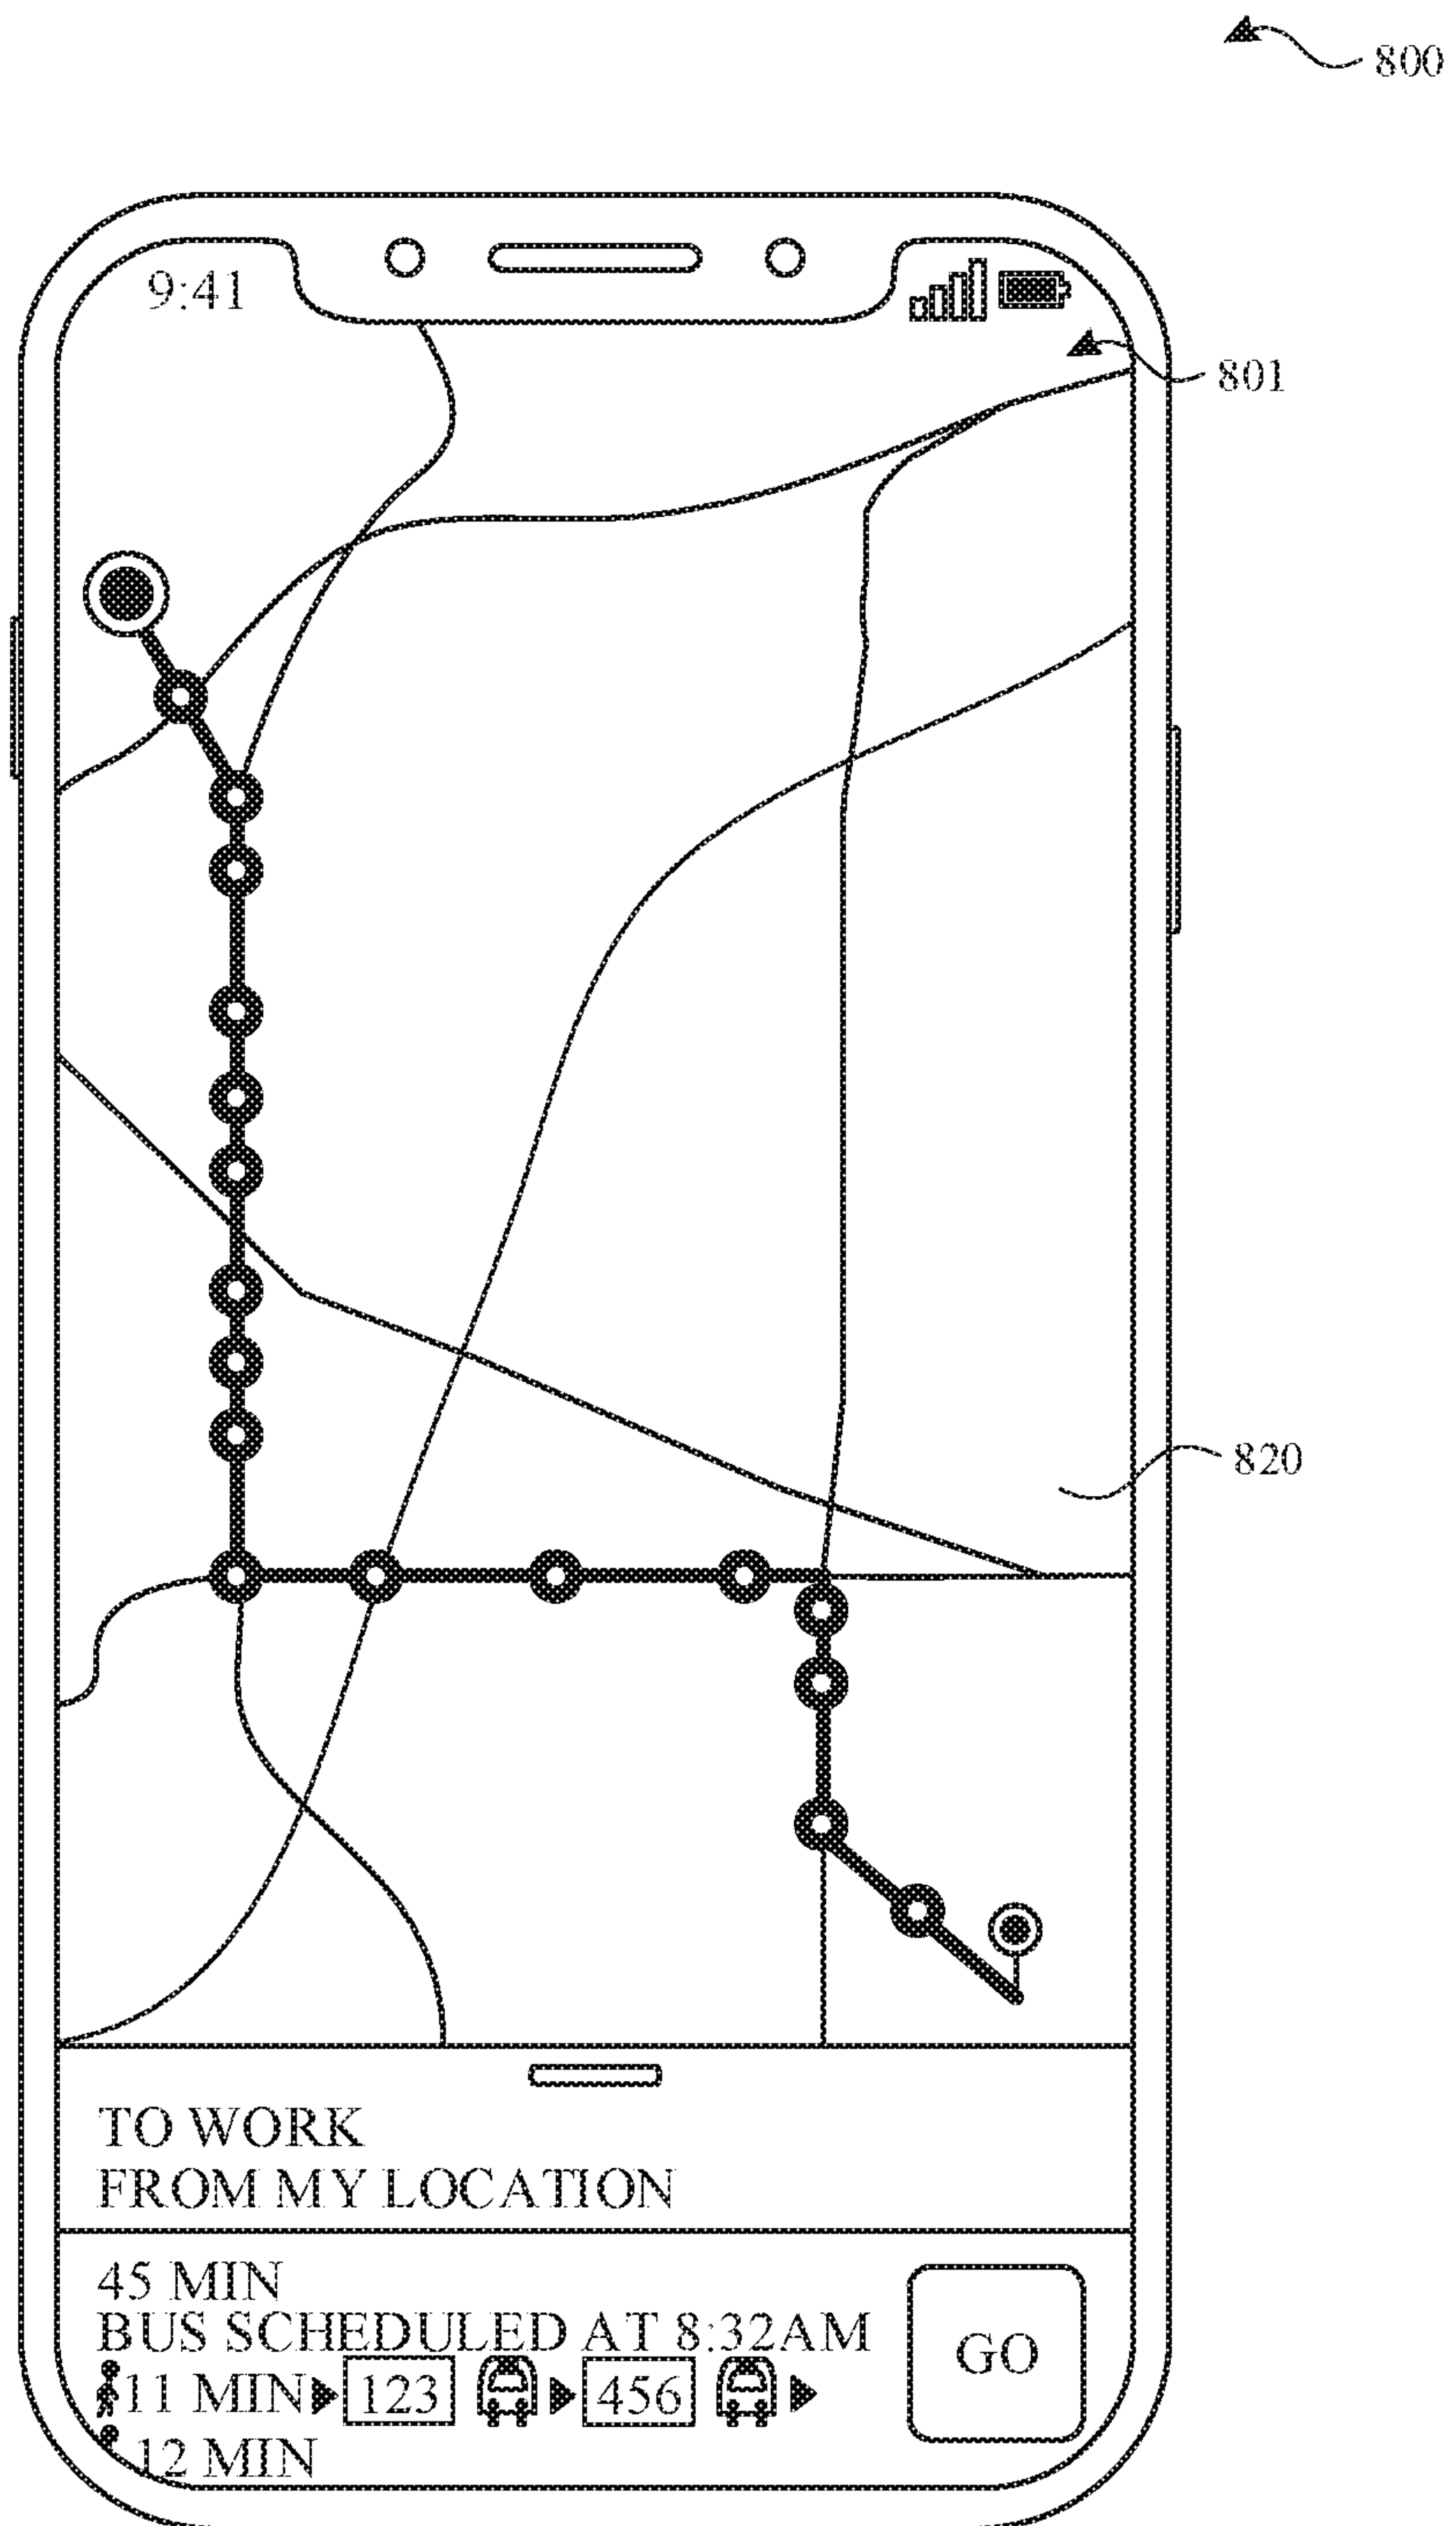 800
9:41
801
820
TO WORK
FROM MY LOCATION
45 MIN
BUS SCHEDULED AT 8:32AM
GO
11 MIN 123 456
12 MIN